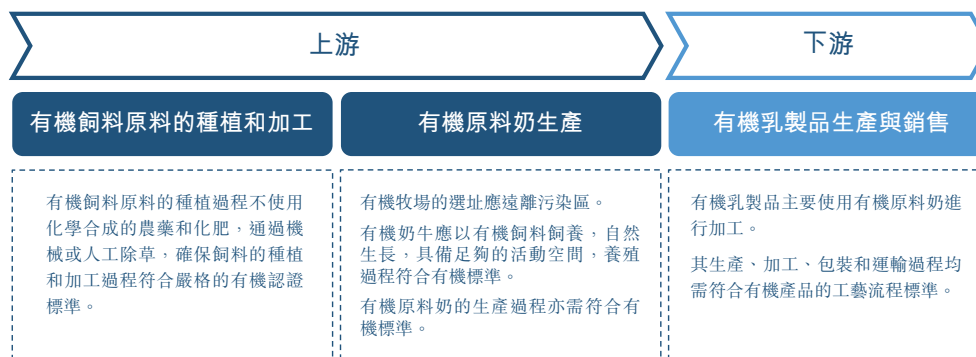 上游
下游
有機飼料原料的種植和加工
有機原料奶生產
有機乳製品生產與銷售
有機飼料原料的種植過程不使用
化學合成的農藥和化肥，通過機
械或人工除草，確保飼料的種植
和加工過程符合嚴格的有機認證
標準。
有機牧場的選址應遠離污染區。
有機奶牛應以有機飼料飼養，自然
生長，具備足夠的活動空間，養殖
過程符合有機標準。
有機原料奶的生產過程亦需符合有
機標準。
有機乳製品主要使用有機原料奶進
行加工。
其生產、加工、包裝和運輸過程均
需符合有機產品的工藝流程標準。